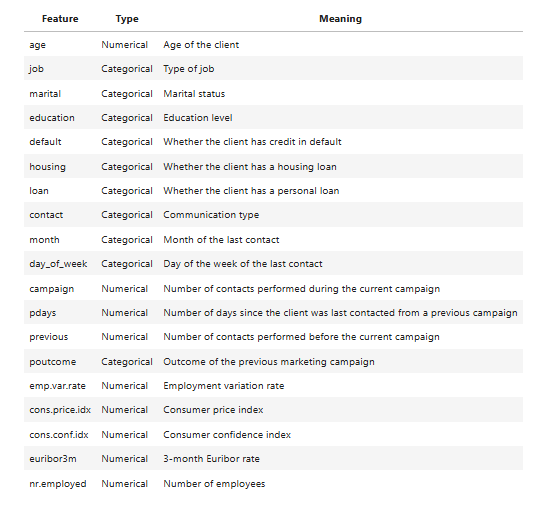 Feature Type Meaning
age Numerical Age of the client
job Categorical Type of job
marital Categorical Marital status
education Categorical Education level
default Categorical Whether the client has credit in default
housing Categorical Whether the client has a housing loan
loan Categorical Whether the client has a personal loan
contact Categorical Communication type
month Categorical Month of the last contact
day_of_week Categorical Day of the week of the last contact
campaign Numerical Number of contacts performed during the current campaign
pdays Numerical Number of days since the client was last contacted from a previous campaign
previous Numerical Number of contacts performed before the current campaign
poutcome Categorical Outcome of the previous marketing campaign
emp.var.rate Numerical Employment variation rate
cons.price.idx Numerical Consumer price index
cons.conf.idx Numerical Consumer confidence index
euribor3m Numerical 3-month Euribor rate
nr.employed Numerical Number of employees